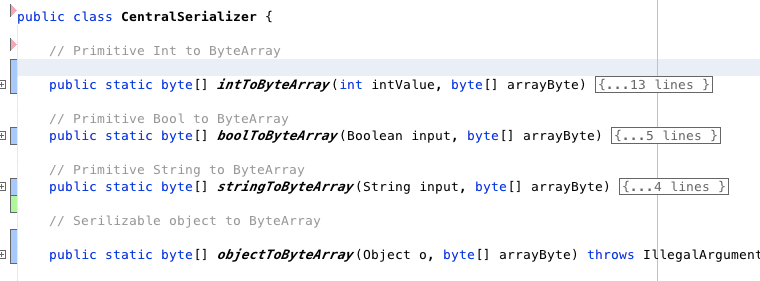 public class CentralSerializer {
// Primitive Int to ByteArray
public static byte[] intToByteArray(int intValue, byte[] arrayByte) {...13 lines }
// Primitive Bool to ByteArray
public static byte[] boolToByteArray(Boolean input, byte[] arrayByte) {...5 lines }
// Primitive String to ByteArray
public static byte[] stringToByteArray(String input, byte[] arrayByte) {...4 lines }
// Serilizable object to ByteArray
public static byte[] objectToByteArray(Object o, byte[] arrayByte) throws IllegalArgument